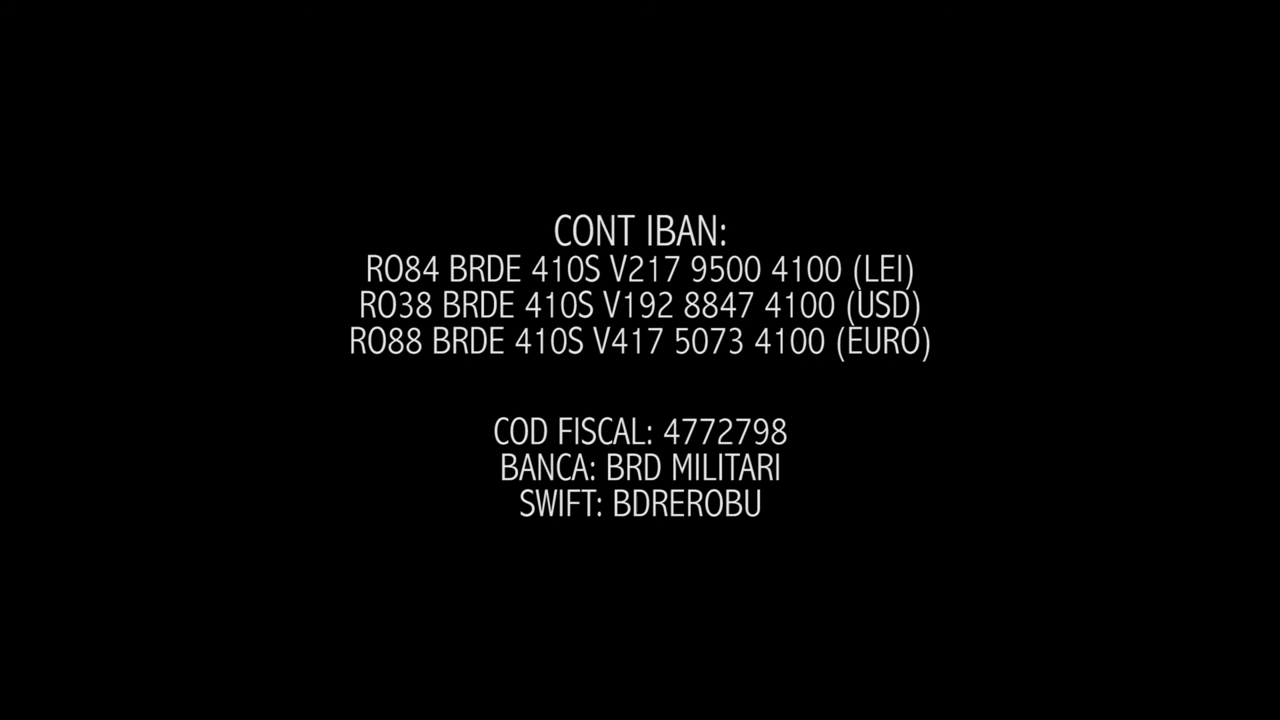 CONT IBAN:
RO84 BRDE 410S V217 9500 4100 (LEI)
RO38 BRDE 410S V192 8847 4100 (USD)
RO88 BRDE 410S V417 5073 4100 (EURO)
COD FISCAL: 4772798
BANCA: BRD MILITARI
SWIFT: BDREROBU